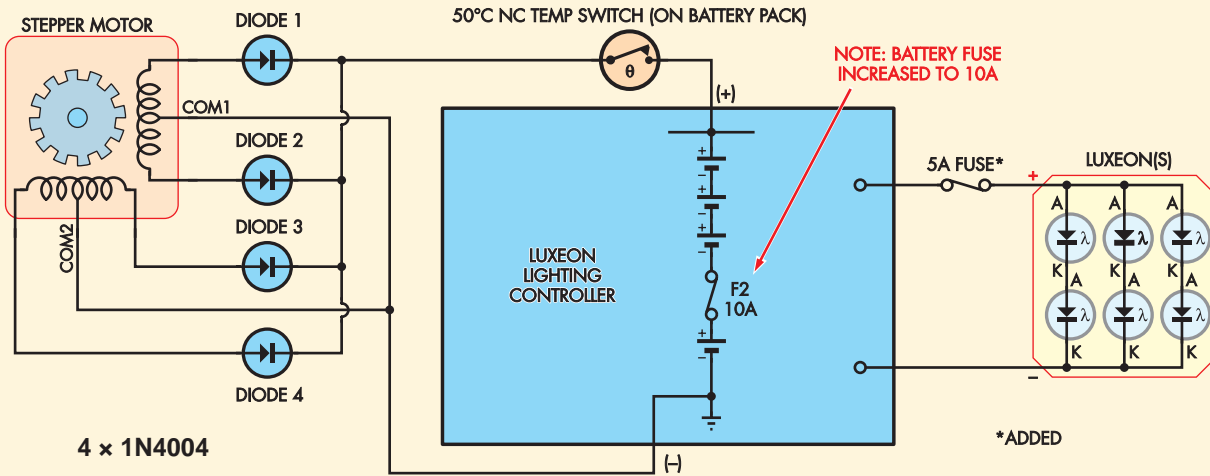 STEPPER MOTOR
DIODE 1
50°C NC TEMP SWITCH (ON BATTERY PACK)
θ
NOTE: BATTERY FUSE
INCREASED TO 10A
COM1
(+)
DIODE 2
5A FUSE*
LUXEON(S)
+
+
−
+
−
+
−
A
A
A
λ
λ
λ
K
K
K
COM2
DIODE 3
LUXEON
LIGHTING
CONTROLLER
F2
10A
A
A
A
λ
λ
λ
K
K
K
+
−
−
DIODE 4
4 × 1N4004
(−)
*ADDED